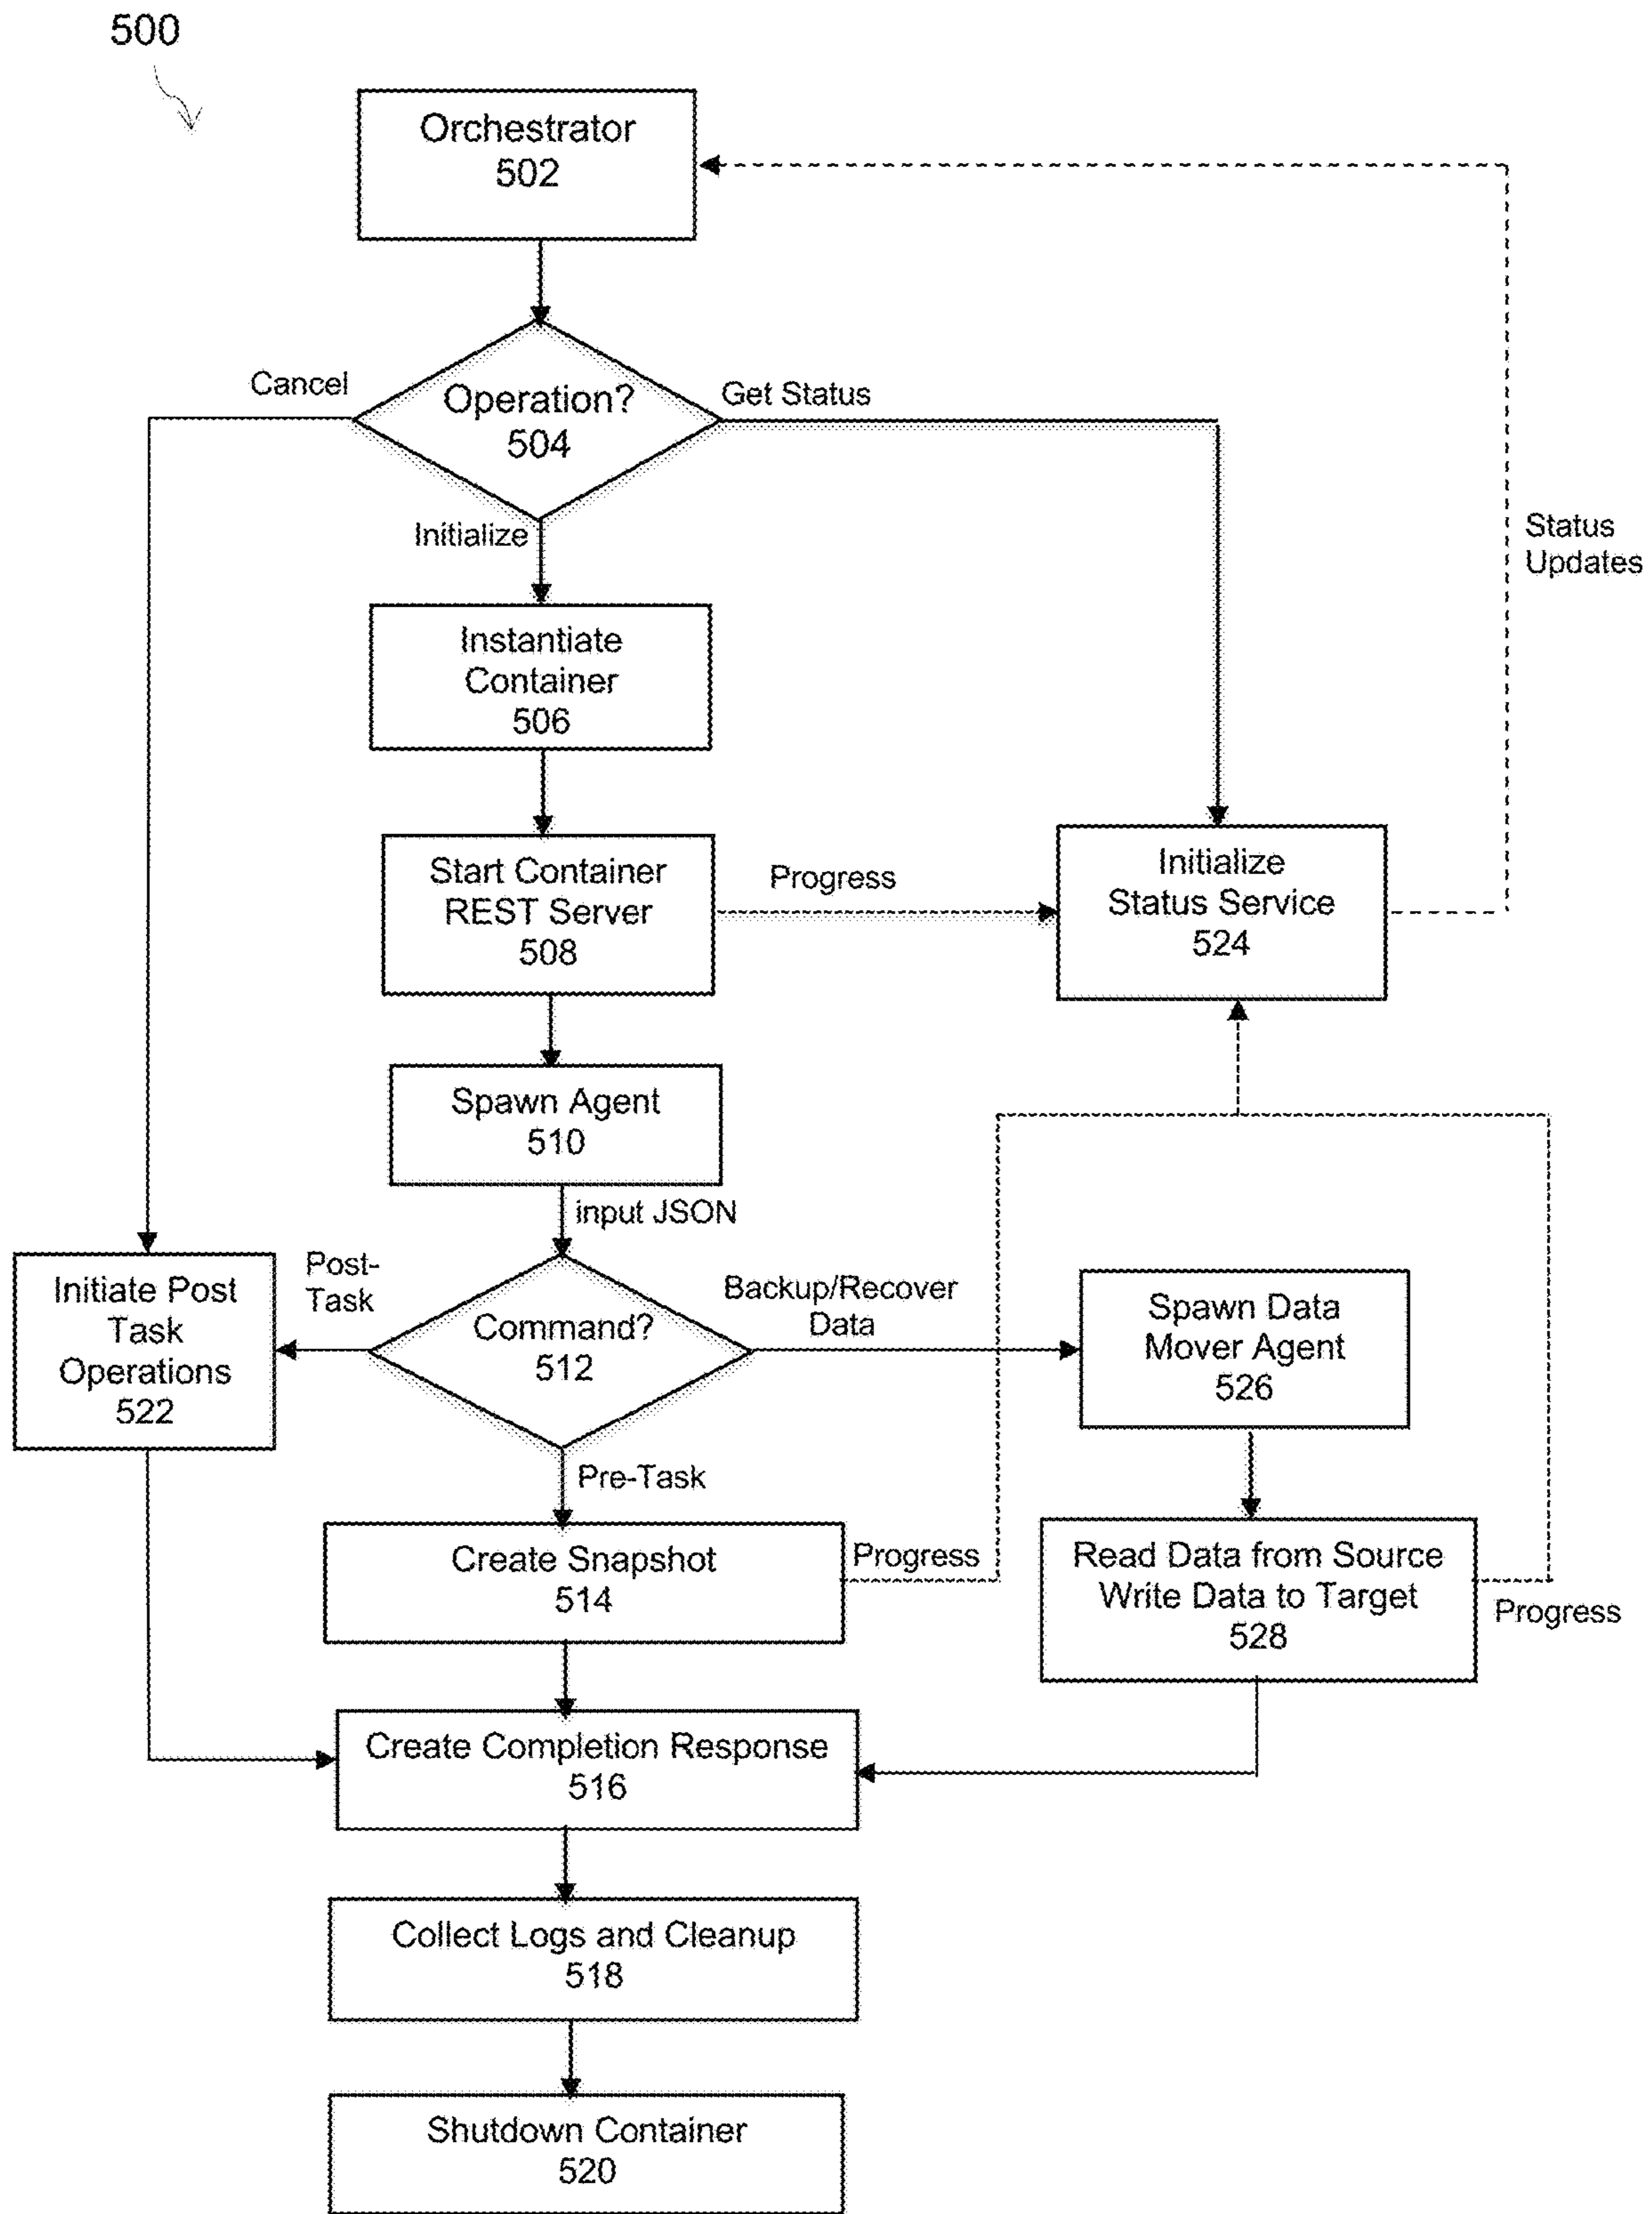 500
Orchestrator
502
Cancel
Operation?
504
Get Status
Initialize
Status
Updates
Instantiate
Container
506
Start Container
REST Server
508
Progress
Initialize
Status Service
524
Spawn Agent
510
input JSON
Initiate Post
Task
Operations
522
Post-
Task
Command?
512
Backup/Recover
Data
Spawn Data
Mover Agent
526
Pre-Task
Create Snapshot
514
Progress
Read Data from Source
Write Data to Target
528
Progress
Create Completion Response
516
Collect Logs and Cleanup
518
Shutdown Container
520